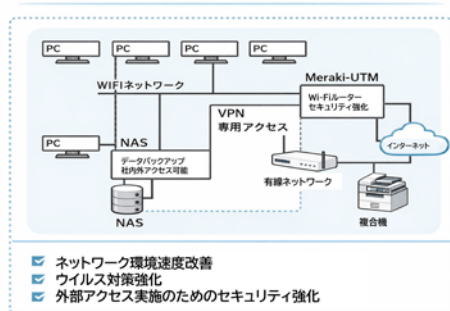 PC
PC
PC
PC
WIFIネットワーク
Meraki-UTM
Wi-Fiルーター
セキュリティ強化
VPN
専用アクセス
PC
NAS
データバックアップ
社内外アクセス可能
インターネット
有線ネットワーク
NAS
複合機
ネットワーク環境速度改善
ウイルス対策強化
外部アクセス実施のためのセキュリティ強化